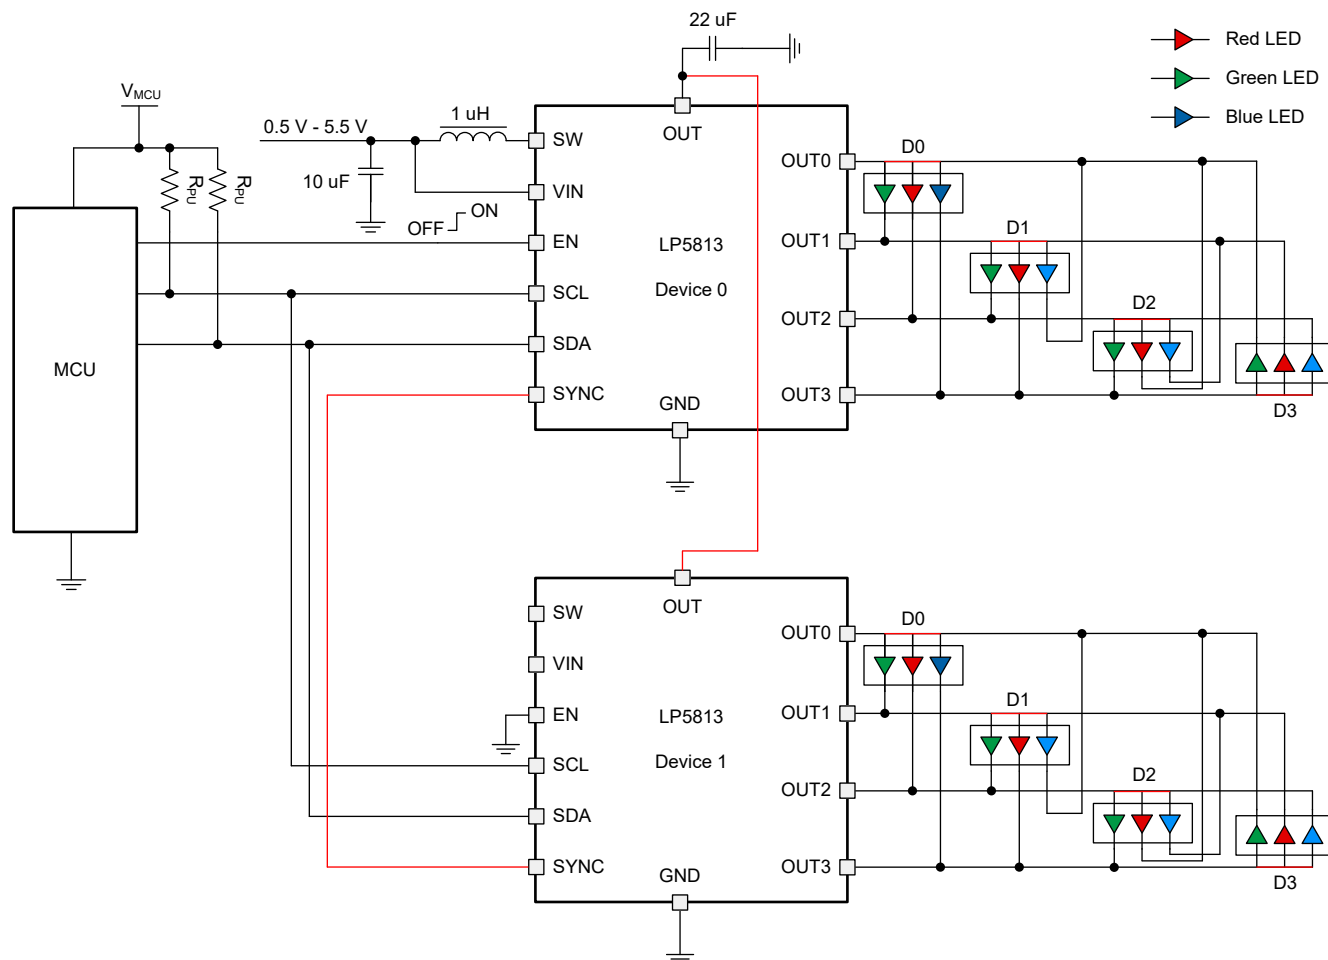 22 uF
Red LED
Green LED
Blue LED
VMCU
0.5 V - 5.5 V
1 uH
10 uF
RPU
RPU
OFF
ON
MCU
OUT
SW
VIN
EN
SCL
SDA
SYNC
LP5813
Device 0
GND
OUT0
OUT1
OUT2
OUT3
D0
D1
D2
D3
OUT
SW
VIN
EN
SCL
SDA
SYNC
LP5813
Device 1
GND
OUT0
OUT1
OUT2
OUT3
D0
D1
D2
D3